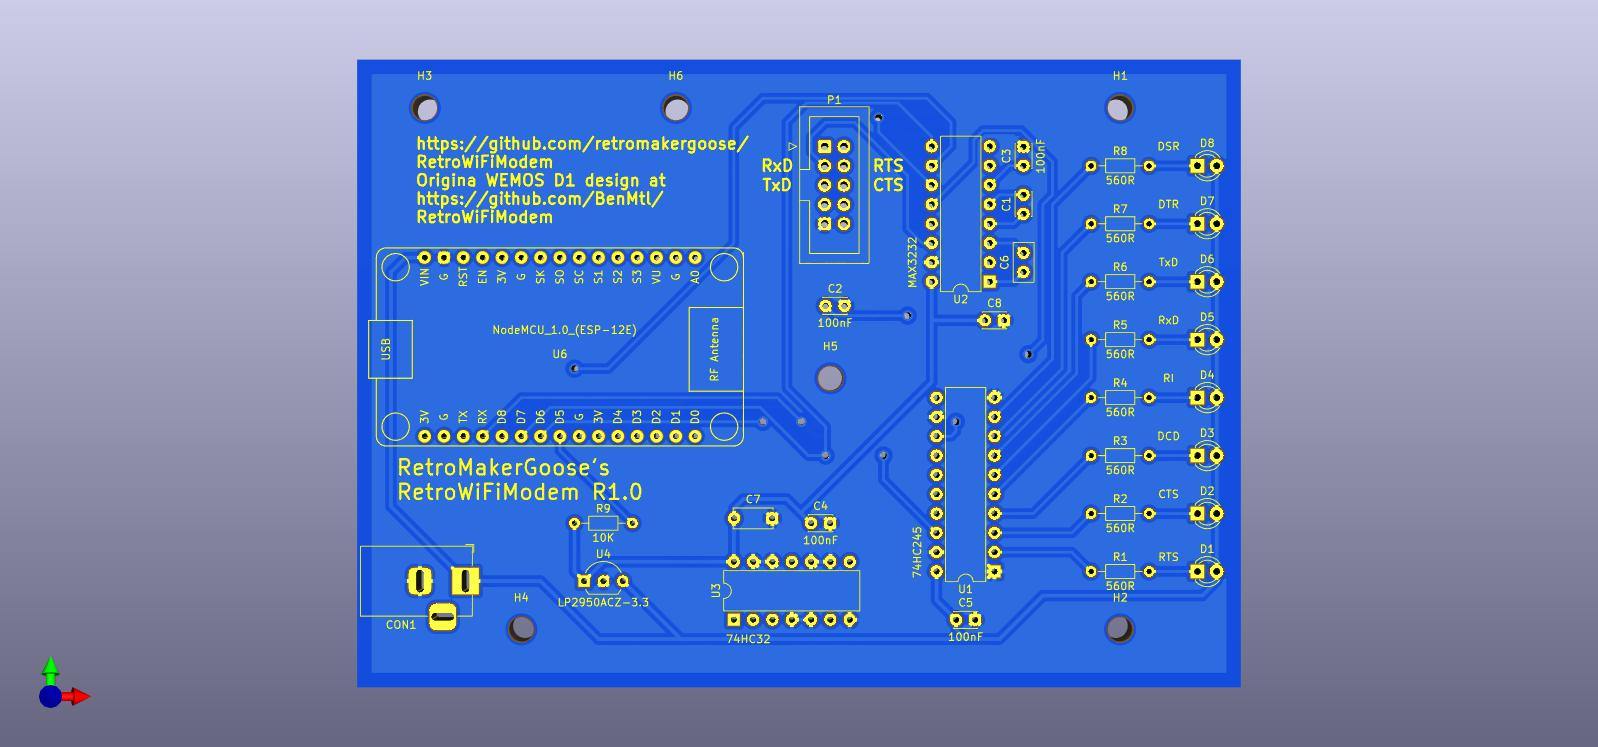 H3
H6
H1
P1
https://github.com/retromakergoose/
RetroWiFiModem
Origina WEMOS D1 design at
https://github.com/BenMtl/
RetroWiFiModem
RxD
TxD
RTS
CTS
MAX3232
U2
C3
100nF
C1
C6
C8
C2
100nF
H5
R8
560R
DSR
D8
R7
560R
DTR
D7
R6
560R
TxD
D6
R5
560R
RxD
D5
R4
560R
RI
D4
R3
560R
DCD
D3
R2
560R
CTS
D2
R1
560R
RTS
D1
VIN G RST EN 3V G SK SO SC S1 S2 S3 VU G A0
NodeMCU_1.0_(ESP-12E)
U6
USB
RF Antenna
3V G TX RX D8 D7 D6 D5 G 3V D4 D3 D2 D1 D0
RetroMakerGoose's
RetroWiFiModem R1.0
R9
10K
U4
LP2950ACZ-3.3
C7
C4
100nF
U3
74HC32
74HC245
U1
C5
100nF
CON1
H4
H2